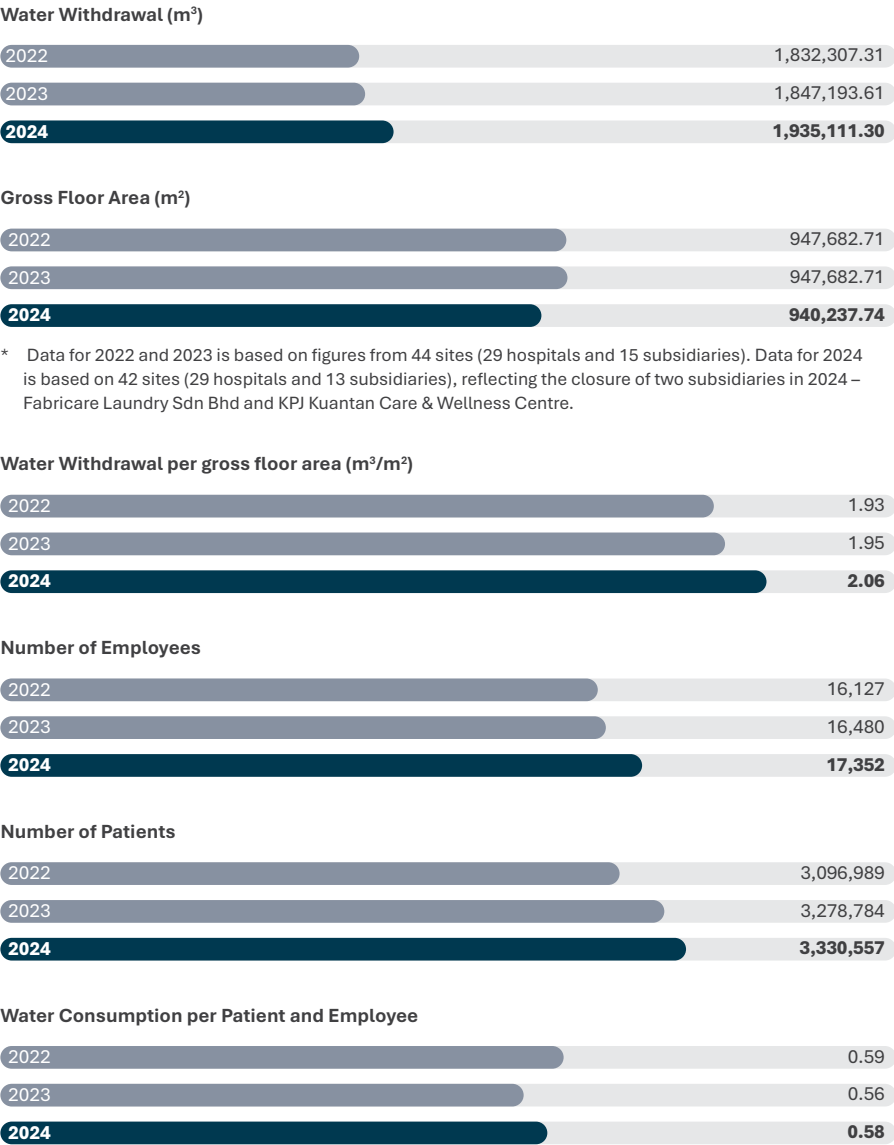 Water Withdrawal (m³)
2022 1,832,307.31
2023 1,847,193.61
2024 1,935,111.30
Gross Floor Area (m²)
2022 947,682.71
2023 947,682.71
2024 940,237.74
* Data for 2022 and 2023 is based on figures from 44 sites (29 hospitals and 15 subsidiaries). Data for 2024
is based on 42 sites (29 hospitals and 13 subsidiaries), reflecting the closure of two subsidiaries in 2024 –
Fabricare Laundry Sdn Bhd and KPJ Kuantan Care & Wellness Centre.
Water Withdrawal per gross floor area (m³/m²)
2022 1.93
2023 1.95
2024 2.06
Number of Employees
2022 16,127
2023 16,480
2024 17,352
Number of Patients
2022 3,096,989
2023 3,278,784
2024 3,330,557
Water Consumption per Patient and Employee
2022 0.59
2023 0.56
2024 0.58